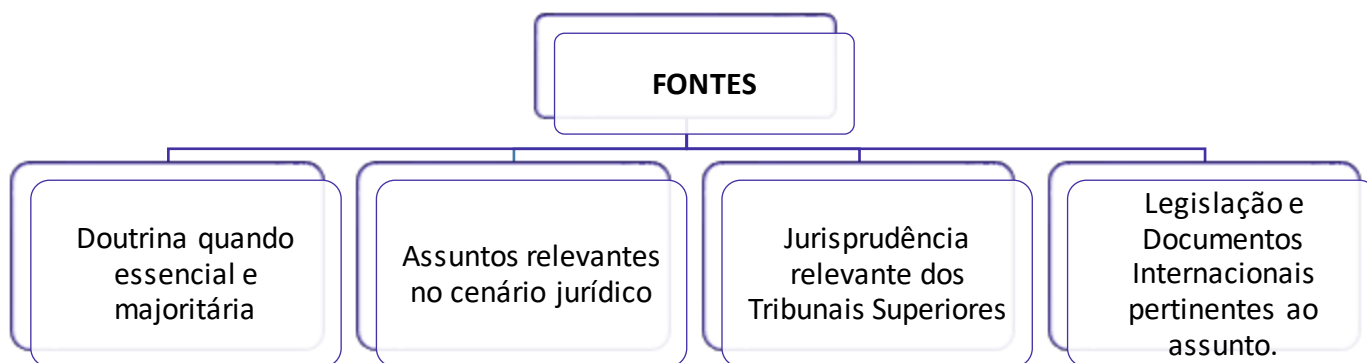 FONTES
Doutrina quando
essencial e
majoritária
Assuntos relevantes
no cenário jurídico
Jurisprudência
relevante dos
Tribunais Superiores
Legislação e
Documentos
Internacionais
pertinentes ao
assunto.